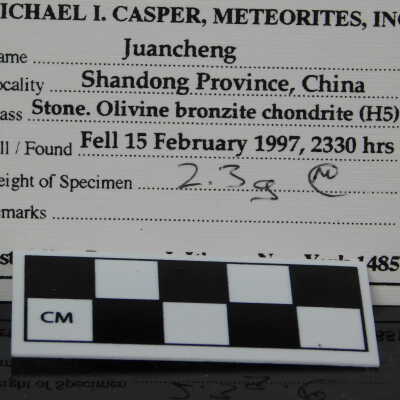 ICHAEL I. CASPER, METEORITES, IN
ame Juancheng
ocality Shandong Province, China
ass Stone. Olivine bronzite chondrite (H5)
ll / Found Fell 15 February 1997, 2330 hrs
eight of Specimen 2.3g
marks
1485
CM